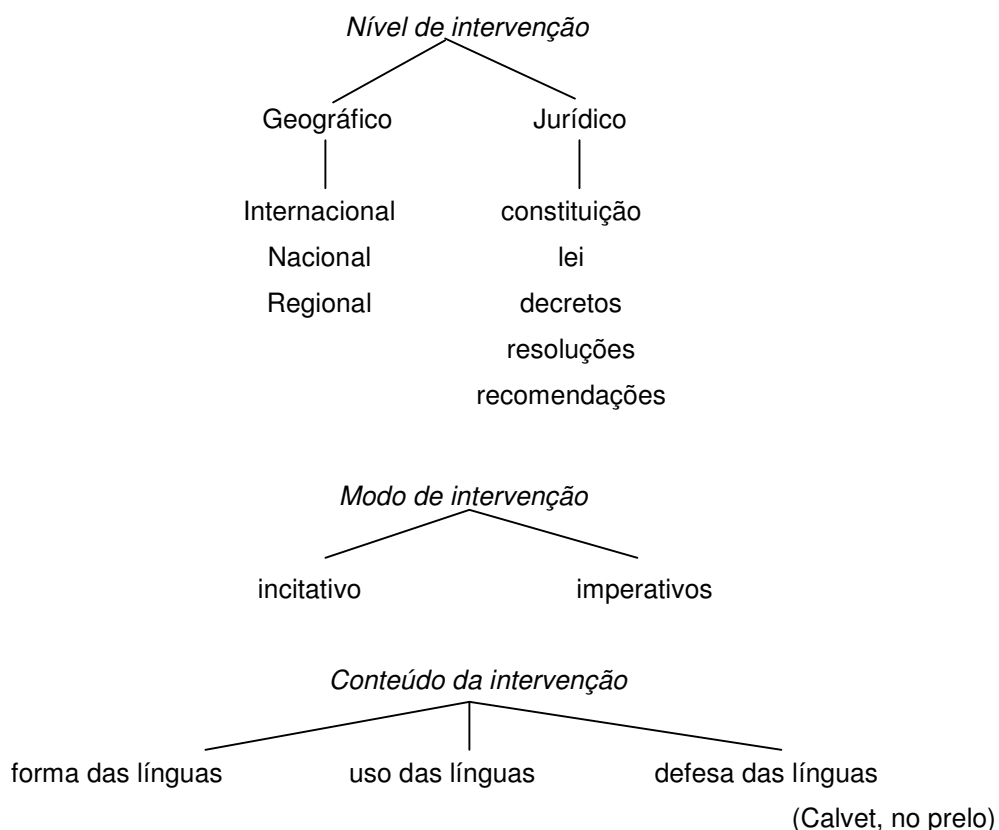 Nível de intervenção
Geográfico Jurídico
Internacional constituição
Nacional lei
Regional decretos
resoluções
recomendações
Modo de intervenção
incitativo imperativos
Conteúdo da intervenção
forma das línguas uso das línguas defesa das línguas
(Calvet, no prelo)